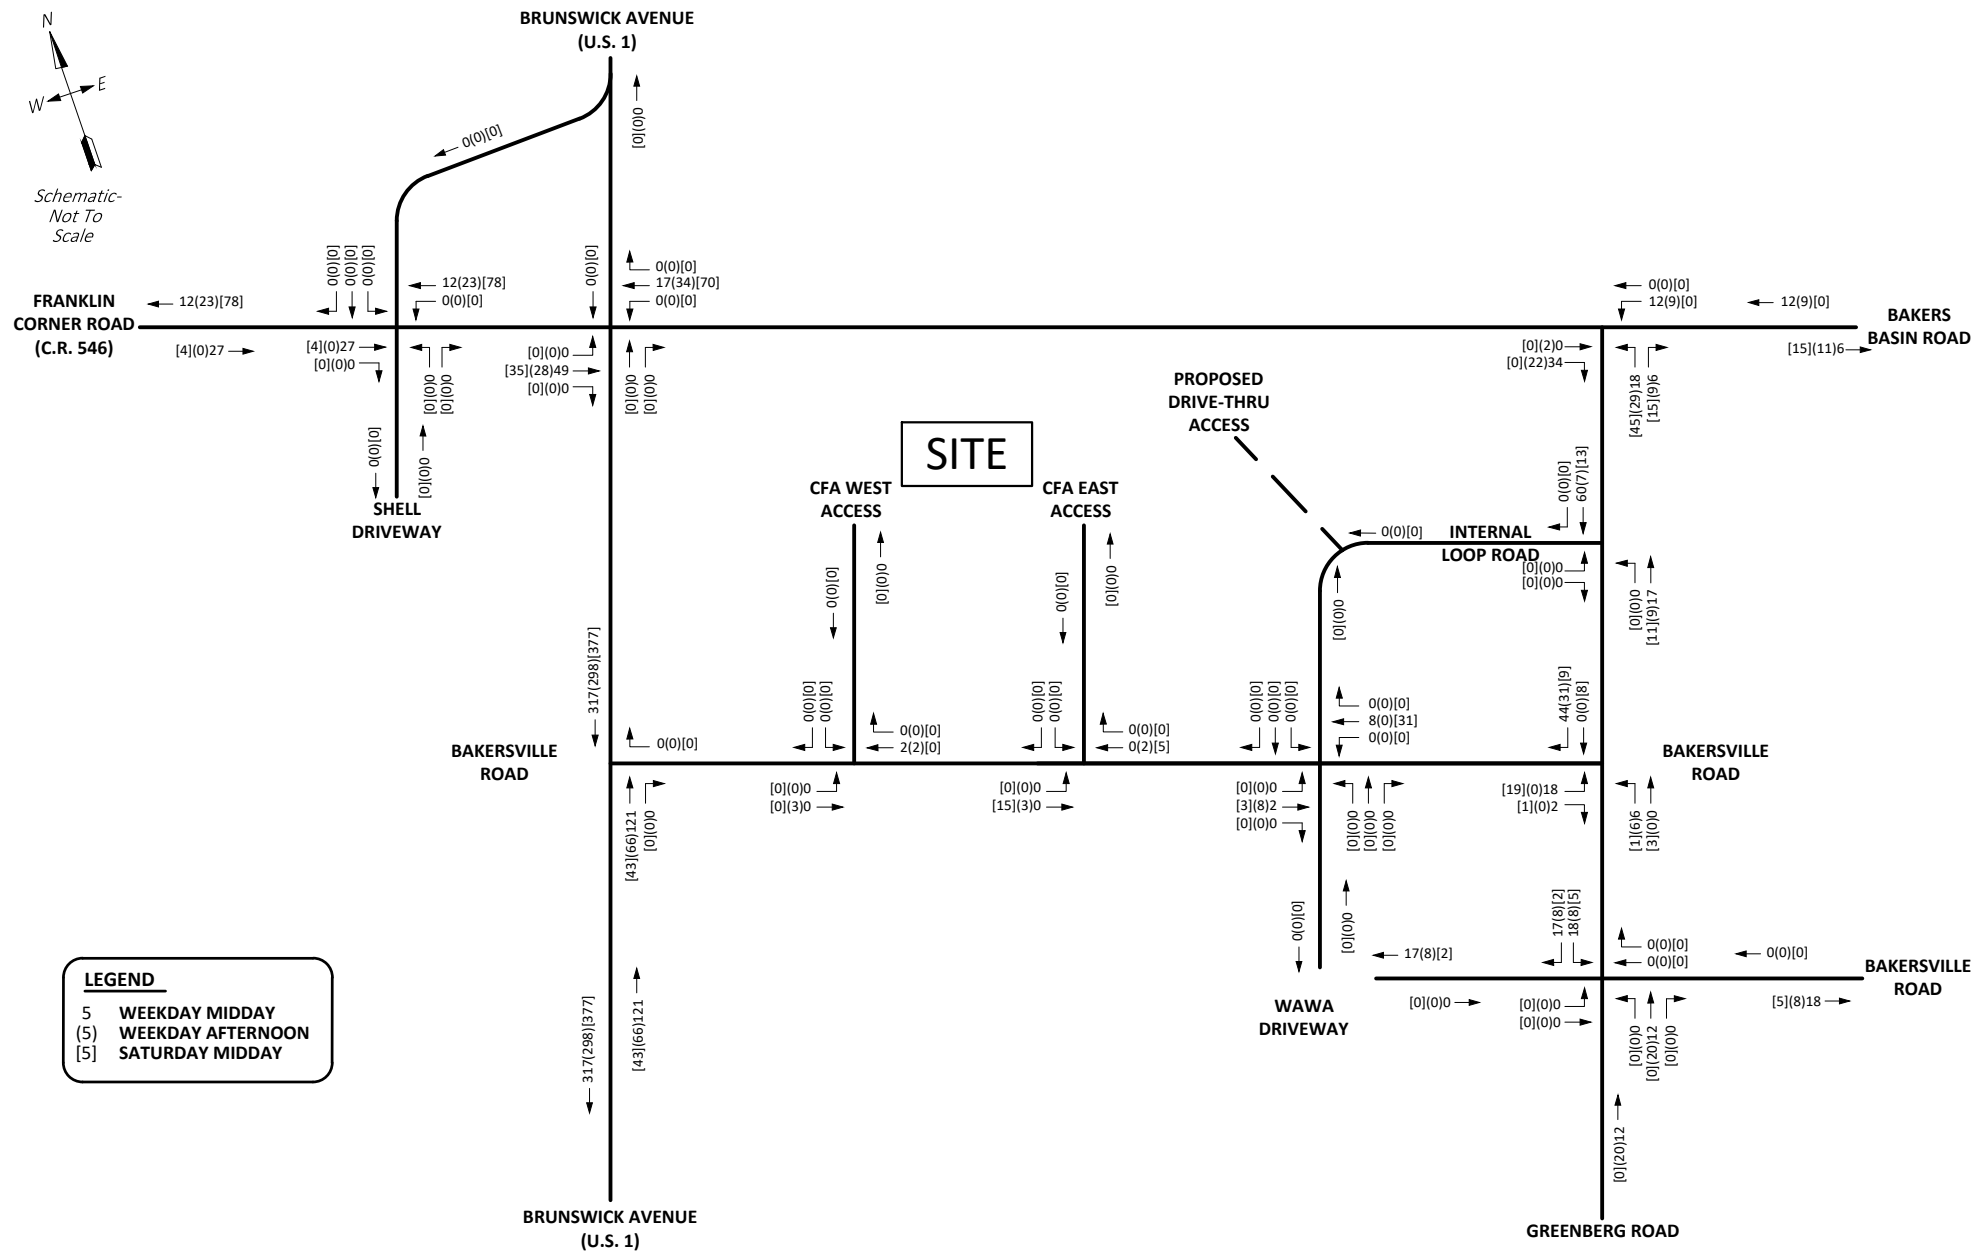 N
E
W
Schematic-
Not To
Scale
BRUNSWICK AVENUE
(U.S. 1)
[0](0)0
0(0)[0]
0(0)[0]
0(0)[0]
0(0)[0]
12(23)[78]
0(0)[0]
0(0)[0]
0(0)[0]
17(34)[70]
0(0)[0]
0(0)[0]
12(9)[0]
12(9)[0]
12(23)[78]
FRANKLIN
CORNER ROAD
(C.R. 546)
BAKERS
BASIN ROAD
[4](0)27
[4](0)27
[0](0)0
[0](0)0
[0](0)0
[0](0)0
[35](28)49
[0](0)0
[0](0)0
[0](0)0
[0](2)0
[0](22)34
[45](29)18
[15](9)6
[15](11)6
0(0)[0]
[0](0)0
SHELL
DRIVEWAY
SITE
PROPOSED
DRIVE-THRU
ACCESS
CFA WEST
ACCESS
CFA EAST
ACCESS
0(0)[0]
60(7)[13]
0(0)[0]
INTERNAL
LOOP ROAD
[0](0)0
[0](0)0
[0](0)0
[11](9)17
0(0)[0]
[0](0)0
0(0)[0]
[0](0)0
[0](0)0
317(298)[377]
0(0)[0]
BAKERSVILLE
ROAD
0(0)[0]
0(0)[0]
0(0)[0]
2(2)[0]
0(0)[0]
0(0)[0]
0(0)[0]
0(2)[5]
0(0)[0]
0(0)[0]
0(0)[0]
0(0)[0]
8(0)[31]
0(0)[0]
44(31)[9]
0(0)[8]
BAKERSVILLE
ROAD
[43](66)121
[0](0)0
[0](0)0
[0](3)0
[0](0)0
[15](3)0
[0](0)0
[3](8)2
[0](0)0
[0](0)0
[0](0)0
[0](0)0
[19](0)18
[1](0)2
[1](6)6
[3](0)0
0(0)[0]
[0](0)0
17(8)[2]
17(8)[2]
18(8)[5]
0(0)[0]
0(0)[0]
0(0)[0]
BAKERSVILLE
ROAD
WAWA
DRIVEWAY
[0](0)0
[0](0)0
[0](0)0
[0](0)0
[0](20)12
[0](0)0
[5](8)18
317(298)[377]
[43](66)121
[0](20)12
LEGEND
5 WEEKDAY MIDDAY
(5) WEEKDAY AFTERNOON
[5] SATURDAY MIDDAY
BRUNSWICK AVENUE
(U.S. 1)
GREENBERG ROAD